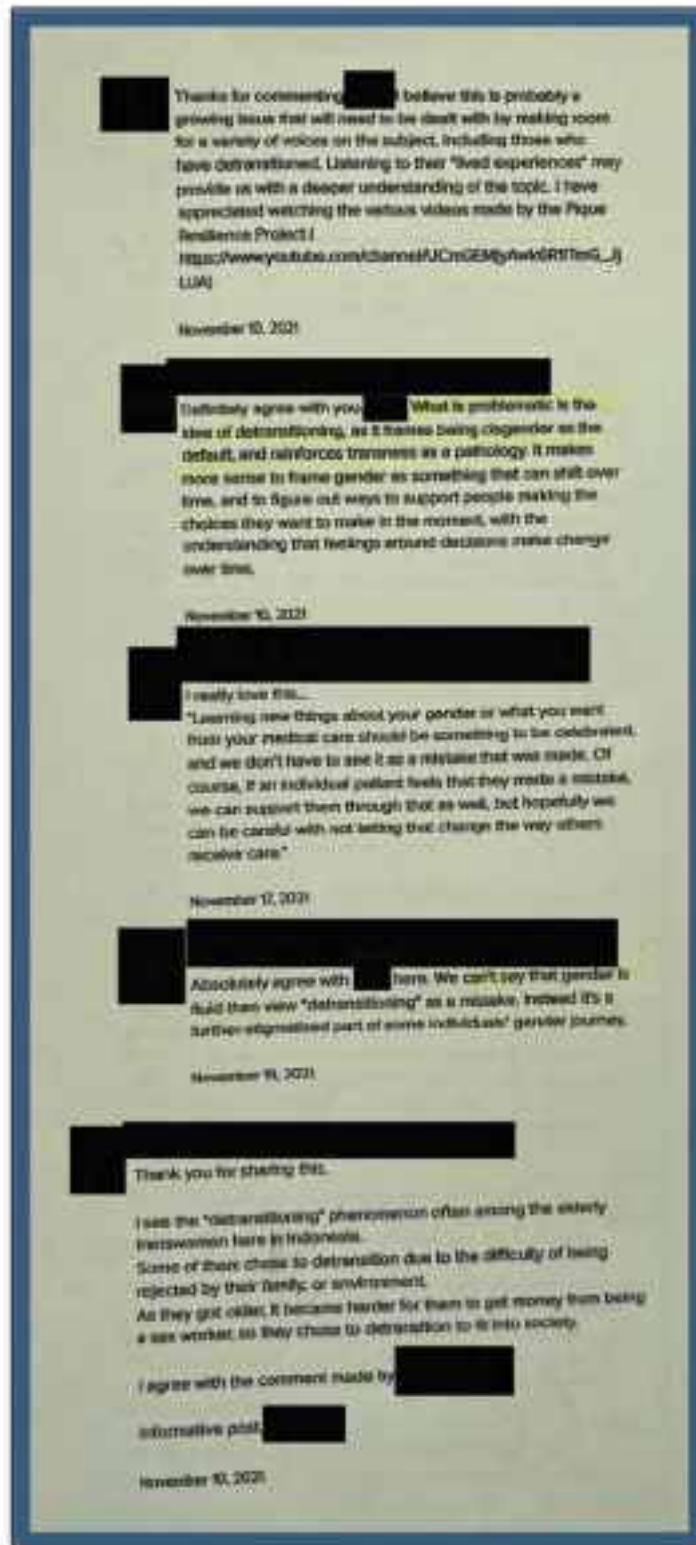 Thanks for commenting I believe this is probably a
growing issue that will need to be dealt with by making room
for a variety of voices on the subject, including those who
have detransitioned. Listening to their "lived experiences" may
provide us with a deeper understanding of the topic. I have
appreciated watching the various videos made by the Pique
Resilience Project (
LUA)
November 10, 2021
Definitely agree with you What is problematic is the
idea of detransitioning, as it frames being cisgender as the
default, and reinforces transness as a pathology. It makes
more sense to frame gender as something that can shift over
time, and to figure out ways to support people making the
choices they want to make in the moment, with the
understanding that feelings around decisions make change
over time.
November 10, 2021
I really love this...
"Learning new things about your gender or what you want
from your medical care should be something to be celebrated,
and we don't have to see it as a mistake that was made. Of
course, if an individual patient feels that they made a mistake,
we can support them through that as well, but hopefully we
can be careful with not letting that change the way others
receive care."
November 2021
Absolutely agree with here. We can't say that gender is
fluid then view "detransitioning" as a mistake. Instead it's a
further stigmatised part of some individuals' gender journey.
November 2021
Thank you for sharing this.
I see the "detransitioning" phenomenon often among the elderly
transwomen here in Indonesia.
Some of them chose to detransition due to the difficulty of being
rejected by their family, or environment.
As they got older, it became harder for them to get money from being
a sex worker, so they chose to detransition to fit into society.
I agree with the comment made by
informative post,
November 10, 2021